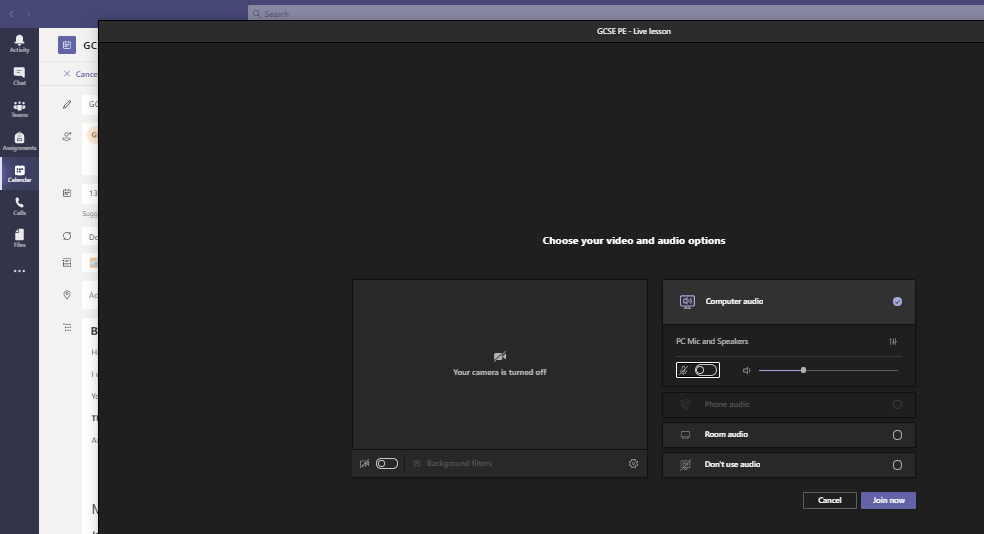 Search
GCSE PE - Live lesson
Activity
Chat
Teams
Assignments
Calendar
Calls
Files
GC
Cance
GC
G
13
Sugg
Do
Ad
B
Hi
I w
Yo
Th
Choose your video and audio options
Your camera is turned off
Background filters
Computer audio
PC Mic and Speakers
Phone audio
Room audio
Don't use audio
Cancel
Join now